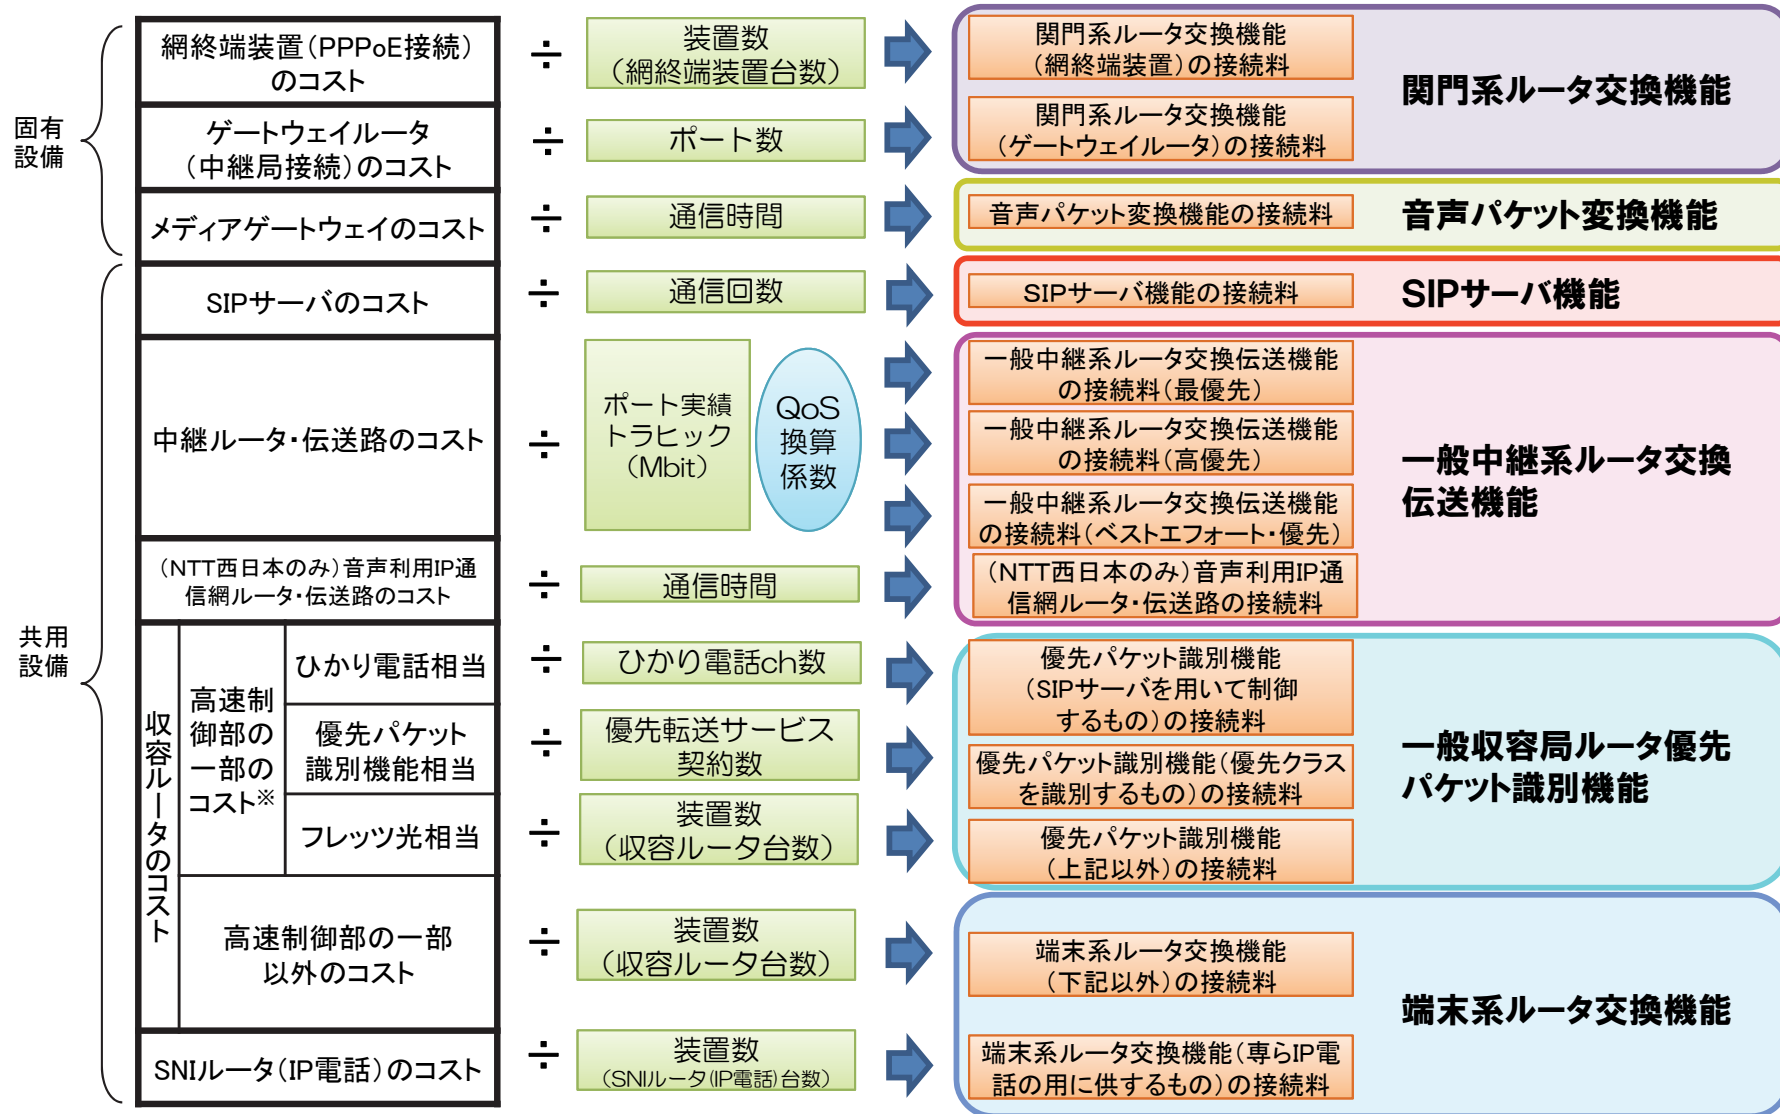 固有
設備
網終端装置(PPPoE接続)
のコスト
÷
装置数
(網終端装置台数)
関門系ルータ交換機能
(網終端装置)の接続料
関門系ルータ交換機能
ゲートウェイルータ
(中継局接続)のコスト
÷
ポート数
関門系ルータ交換機能
(ゲートウェイルータ)の接続料
メディアゲートウェイのコスト
÷
通信時間
音声パケット変換機能の接続料
音声パケット変換機能
共用
設備
SIPサーバのコスト
÷
通信回数
SIPサーバ機能の接続料
SIPサーバ機能
中継ルータ・伝送路のコスト
÷
ポート実績
トラヒック
(Mbit)
QoS
換算
係数
一般中継系ルータ交換伝送機能
の接続料(最優先)
一般中継系ルータ交換伝送機能
の接続料(高優先)
一般中継系ルータ交換伝送機能
の接続料(ベストエフォート・優先)
一般中継系ルータ交換
伝送機能
(NTT西日本のみ)音声利用IP通
信網ルータ・伝送路のコスト
÷
通信時間
(NTT西日本のみ)音声利用IP通
信網ルータ・伝送路の接続料
収容ルータのコスト
高速制
御部の
一部の
コスト※
ひかり電話相当
÷
ひかり電話ch数
優先パケット識別機能
(SIPサーバを用いて制御
するもの)の接続料
優先パケット
識別機能相当
÷
優先転送サービス
契約数
優先パケット識別機能(優先クラス
を識別するもの)の接続料
一般収容局ルータ優先
パケット識別機能
フレッツ光相当
÷
装置数
(収容ルータ台数)
優先パケット識別機能
(上記以外)の接続料
高速制御部の一部
以外のコスト
÷
装置数
(収容ルータ台数)
端末系ルータ交換機能
(下記以外)の接続料
端末系ルータ交換機能
SNIルータ(IP電話)のコスト
÷
装置数
(SNIルータ(IP電話)台数)
端末系ルータ交換機能(専らIP電
話の用に供するもの)の接続料